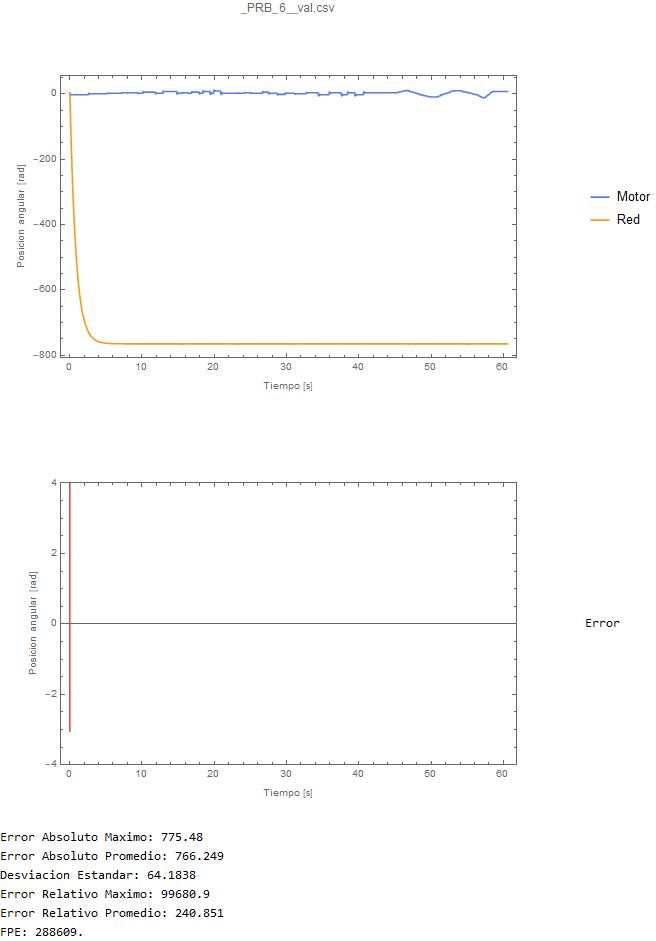 _PRB_6__val.csv
0
-200
-400
-600
-800
Posicion angular [rad]
0 10 20 30 40 50 60
Tiempo [s]
Motor
Red
4
2
0
-2
-4
Posicion angular [rad]
0 10 20 30 40 50 60
Tiempo [s]
Error
Error Absoluto Maximo: 775.48
Error Absoluto Promedio: 766.249
Desviacion Estandar: 64.1838
Error Relativo Maximo: 99680.9
Error Relativo Promedio: 240.851
FPE: 288609.